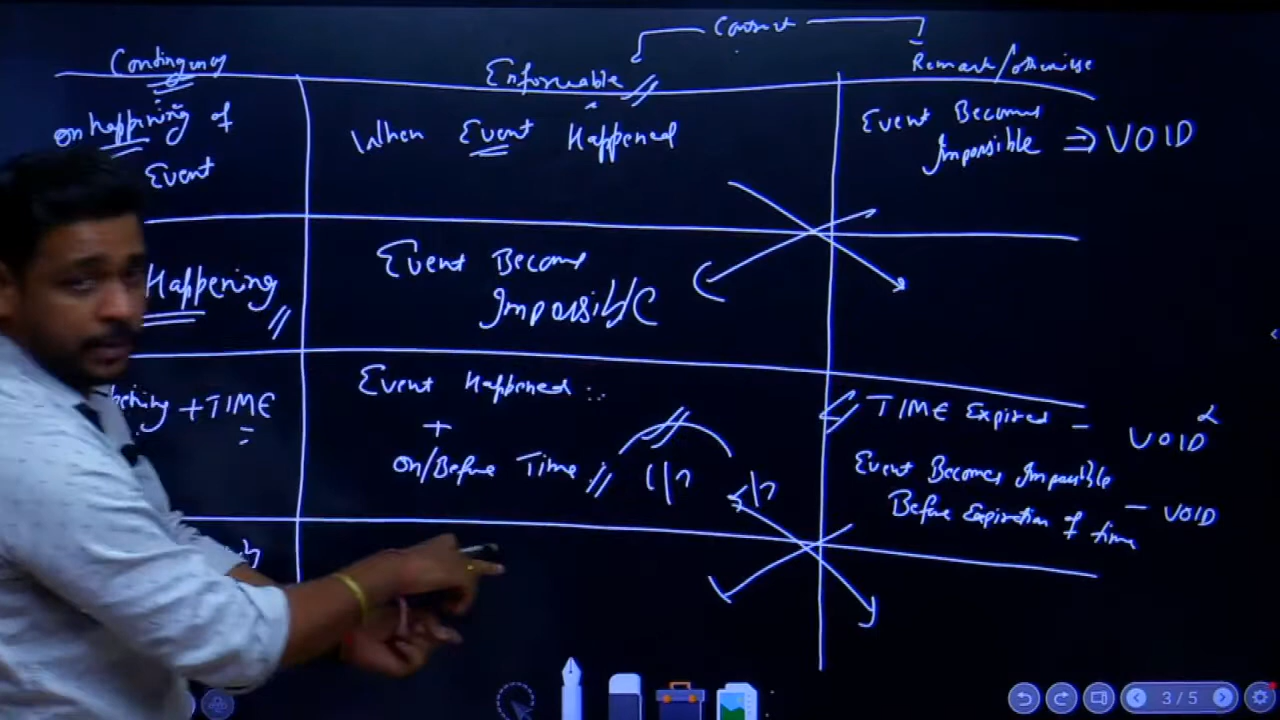 Contract
Contingency
Enforceable
Remark/otherwise
on happening of
Event
When Event Happened
Event Becomes
Impossible ⇒ VOID
Happening
Event Become
Impossible
+ TIME
Event Happened
+
on/Before Time
TIME Expired - VOID
Event Becomes Impossible
Before Expiration of time - VOID
3/5